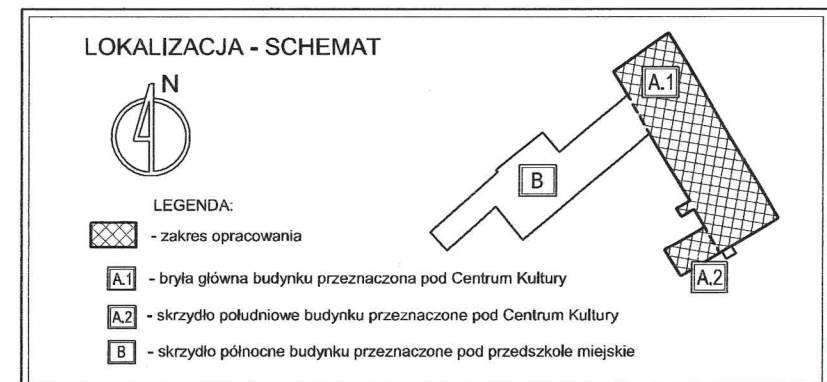 LOKALIZACJA - SCHEMAT
N
A.1
B
A.2
LEGENDA:
- zakres opracowania
A.1 - bryła główna budynku przeznaczona pod Centrum Kultury
A.2 - skrzydło południowe budynku przeznaczone pod Centrum Kultury
B - skrzydło północne budynku przeznaczone pod przedszkole miejskie